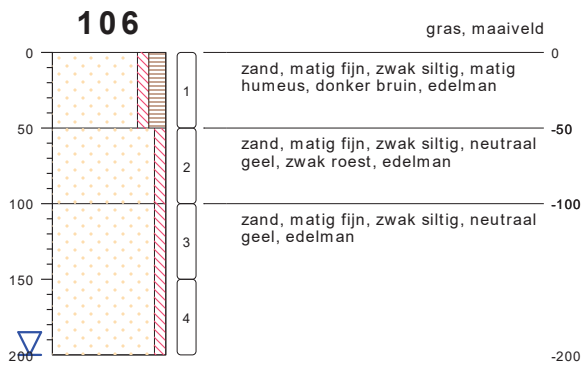 106
gras, maaiveld
0
0
zand, matig fijn, zwak siltig, matig
humeus, donker bruin, edelman
1
50
-50
zand, matig fijn, zwak siltig, neutraal
geel, zwak roest, edelman
2
100
-100
zand, matig fijn, zwak siltig, neutraal
geel, edelman
3
150
4
200
-200